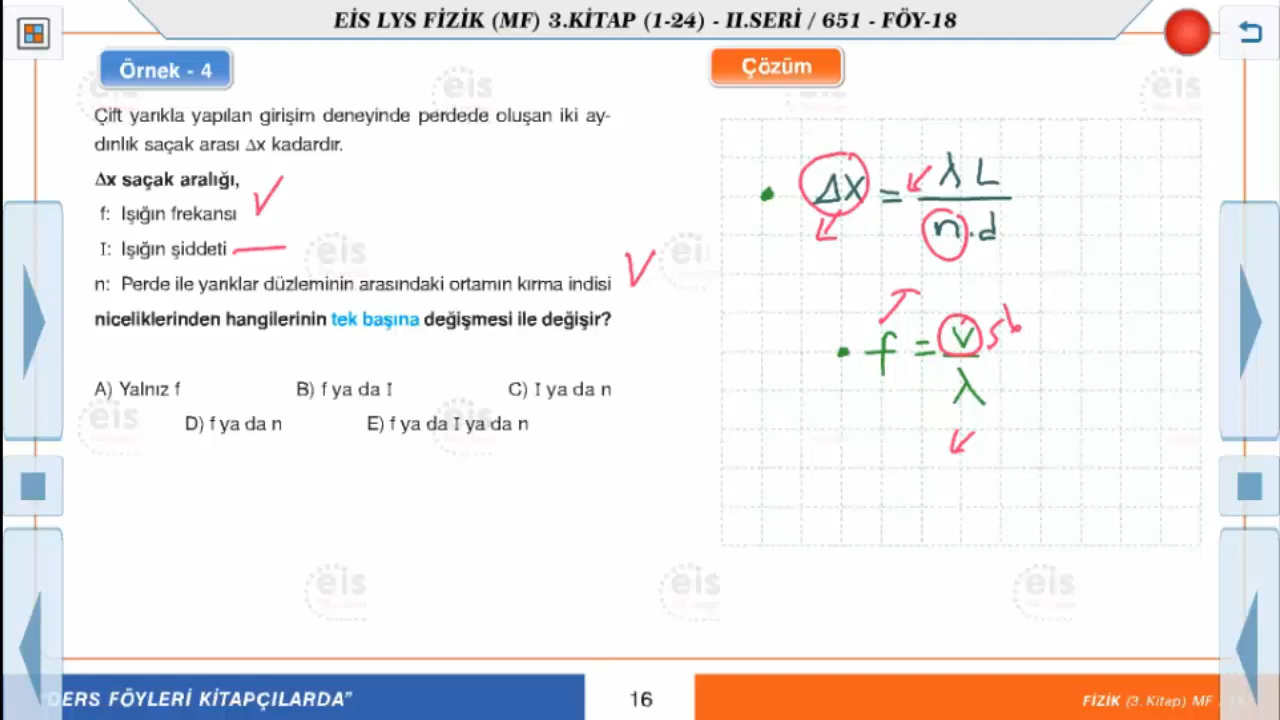 EİS LYS FİZİK (MF) 3.KİTAP (1-24) - II.SERİ / 651 - FÖY-18
Örnek - 4
Çift yarıkla yapılan girişim deneyinde perdede oluşan iki ay-
dınlık saçak arası Δx kadardır.
Δx saçak aralığı,
f: Işığın frekansı
I: Işığın şiddeti
n: Perde ile yarıklar düzleminin arasındaki ortamın kırma indisi
niceliklerinden hangilerinin tek başına değişmesi ile değişir?
A) Yalnız f B) f ya da I C) I ya da n
D) f ya da n E) f ya da I ya da n
Çözüm
• Δx = λL / n.d
• f = v / λ sb
eis
"DERS FÖYLERİ KİTAPÇILARDA"
16
FİZİK (3. Kitap) MF